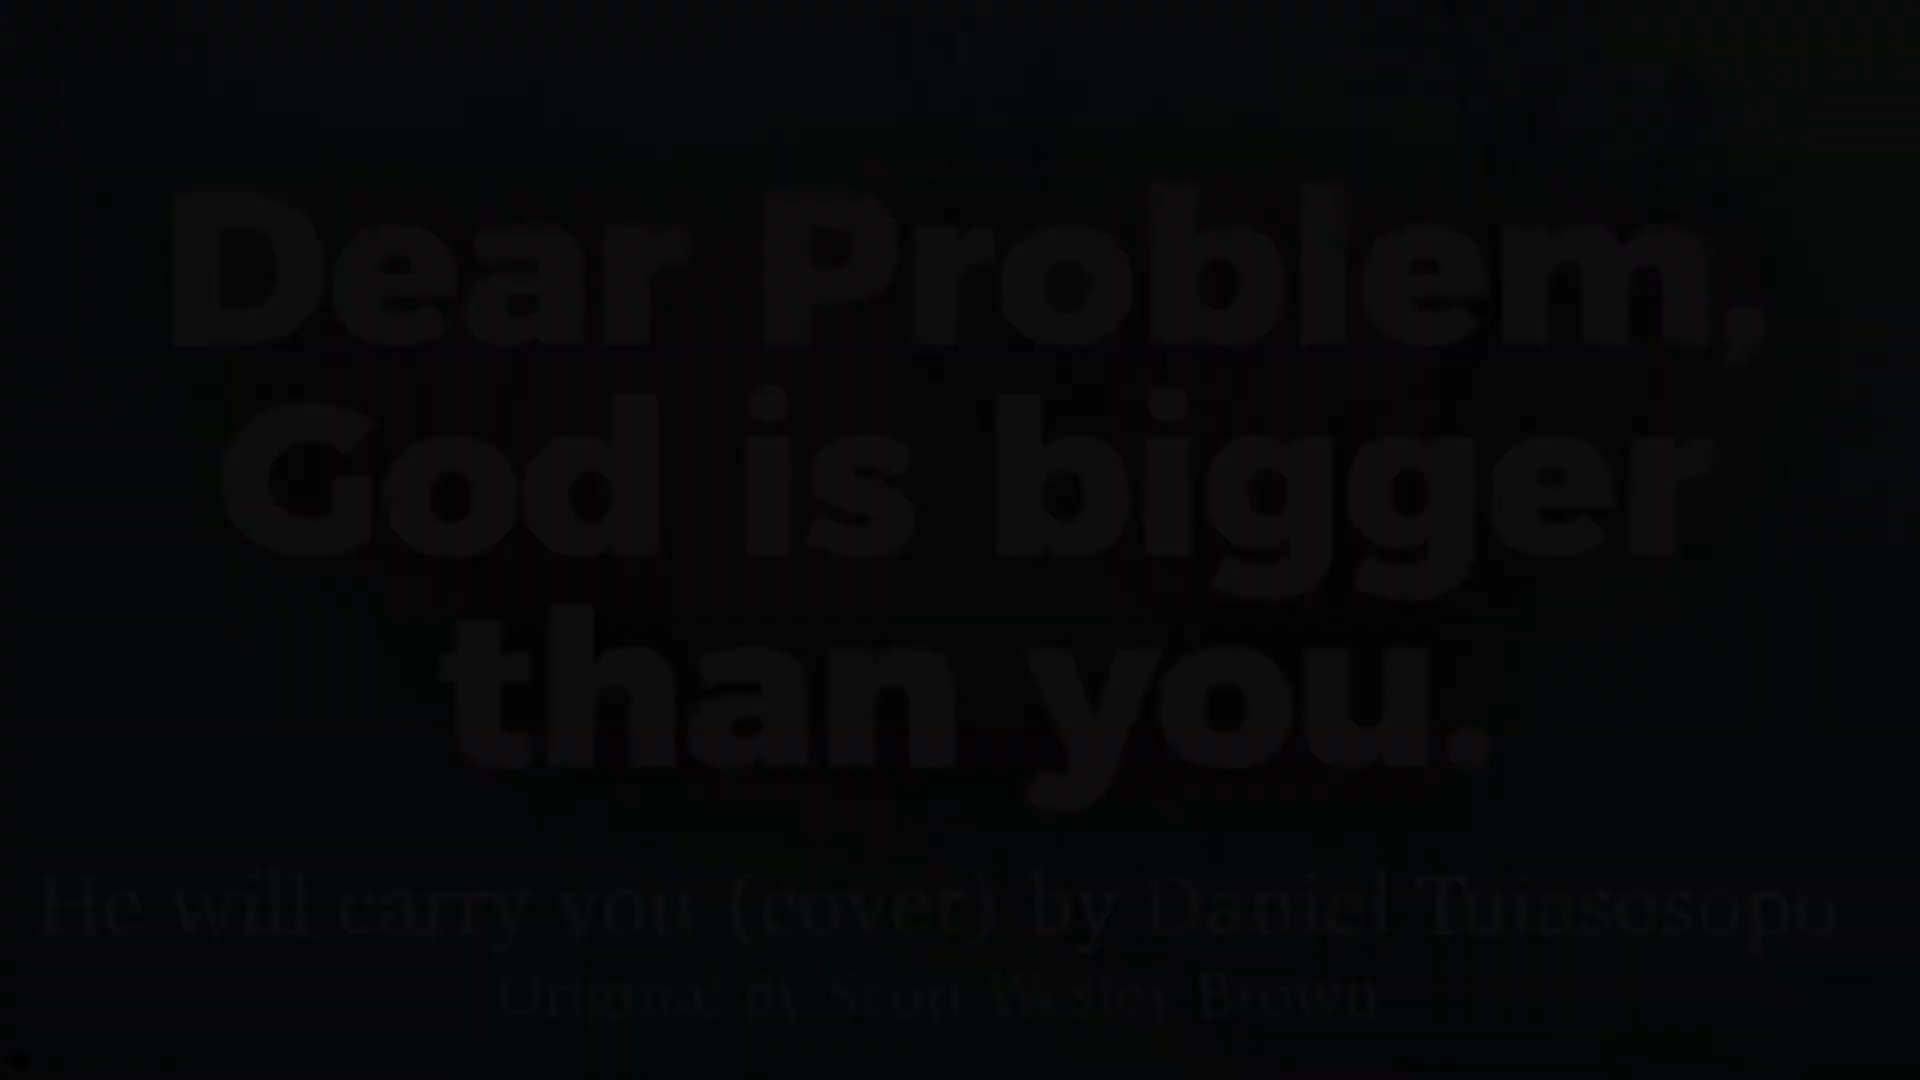 Dear Problem,
God is bigger
than you.
He will carry you (cover) by Daniel Tuiasosopo
Original by Scott Wesley Brown